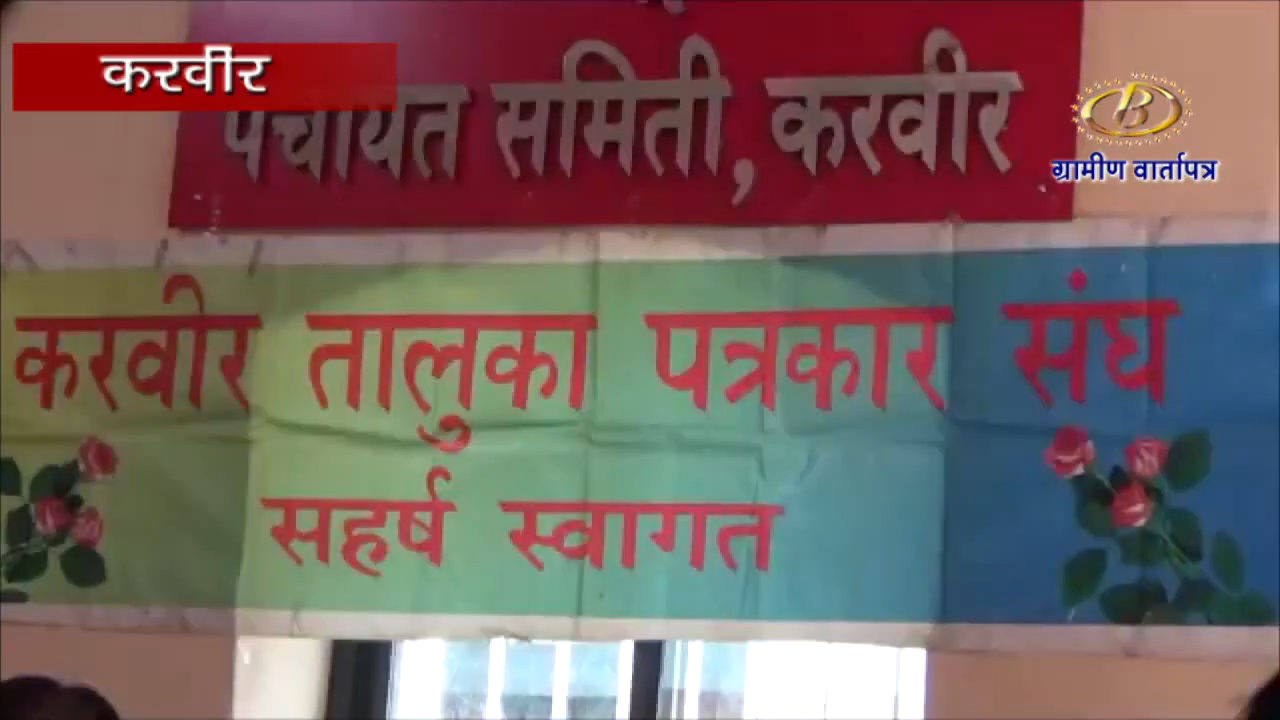 करवीर
पंचायत समिती, करवीर
B
ग्रामीण वार्तापत्र
करवीर तालुका पत्रकार संघ
सहर्ष स्वागत